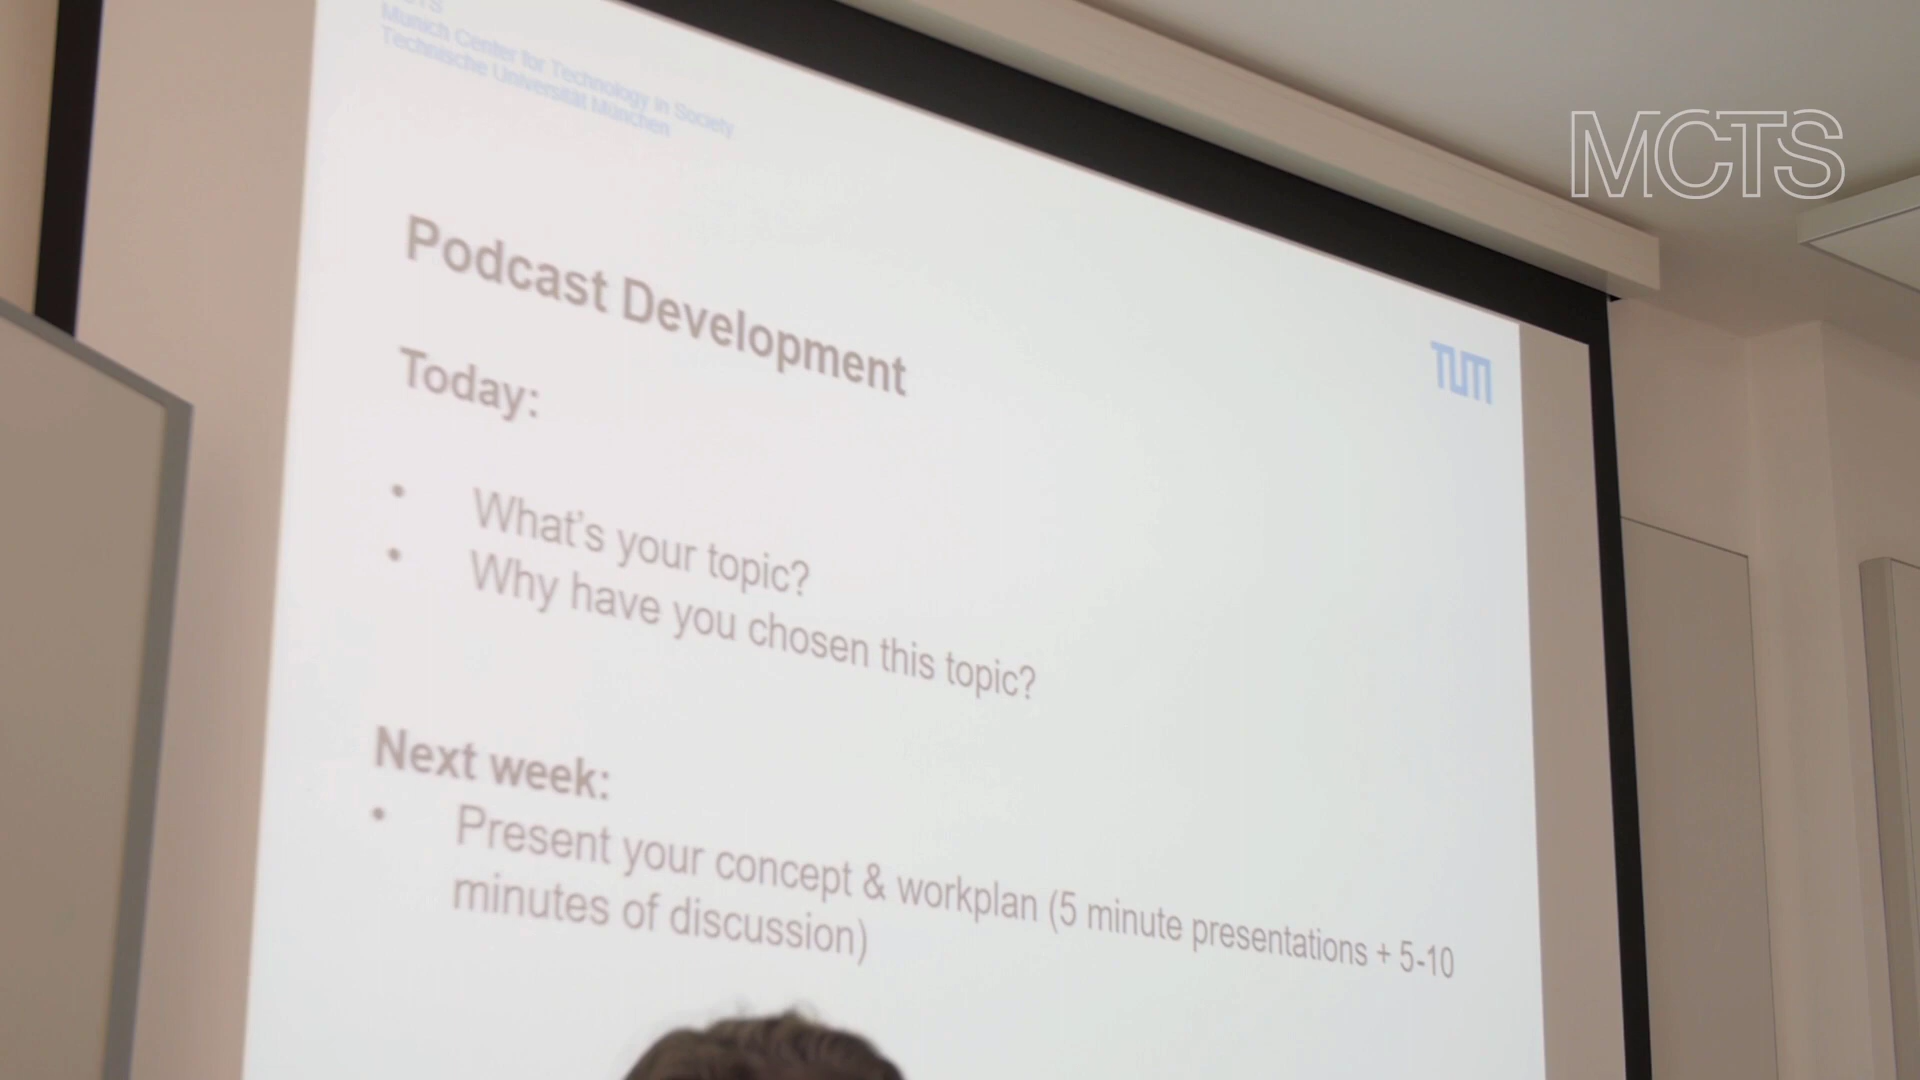 MCTS
Munich Center for Technology in Society
Technische Universität München
MCTS
Podcast Development
TUM
Today:
• What's your topic?
• Why have you chosen this topic?
Next week:
• Present your concept & workplan (5 minute presentations + 5-10
minutes of discussion)